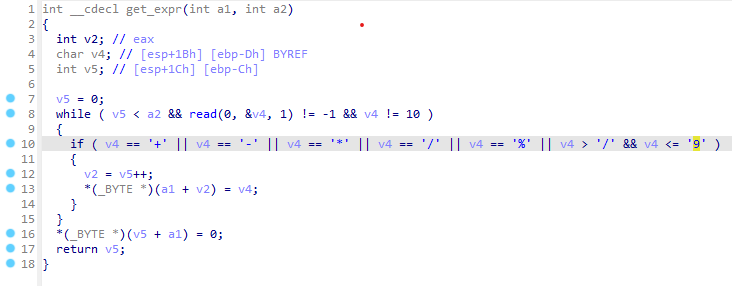 1 int __cdecl get_expr(int a1, int a2)
2 {
3 int v2; // eax
4 char v4; // [esp+1Bh] [ebp-Dh] BYREF
5 int v5; // [esp+1Ch] [ebp-Ch]
6
7 v5 = 0;
8 while ( v5 < a2 && read(0, &v4, 1) != -1 && v4 != 10 )
9 {
10 if ( v4 == '+' || v4 == '-' || v4 == '*' || v4 == '/' || v4 == '%' || v4 > '/' && v4 <= '9' )
11 {
12 v2 = v5++;
13 *(_BYTE *)(a1 + v2) = v4;
14 }
15 }
16 *(_BYTE *)(v5 + a1) = 0;
17 return v5;
18 }